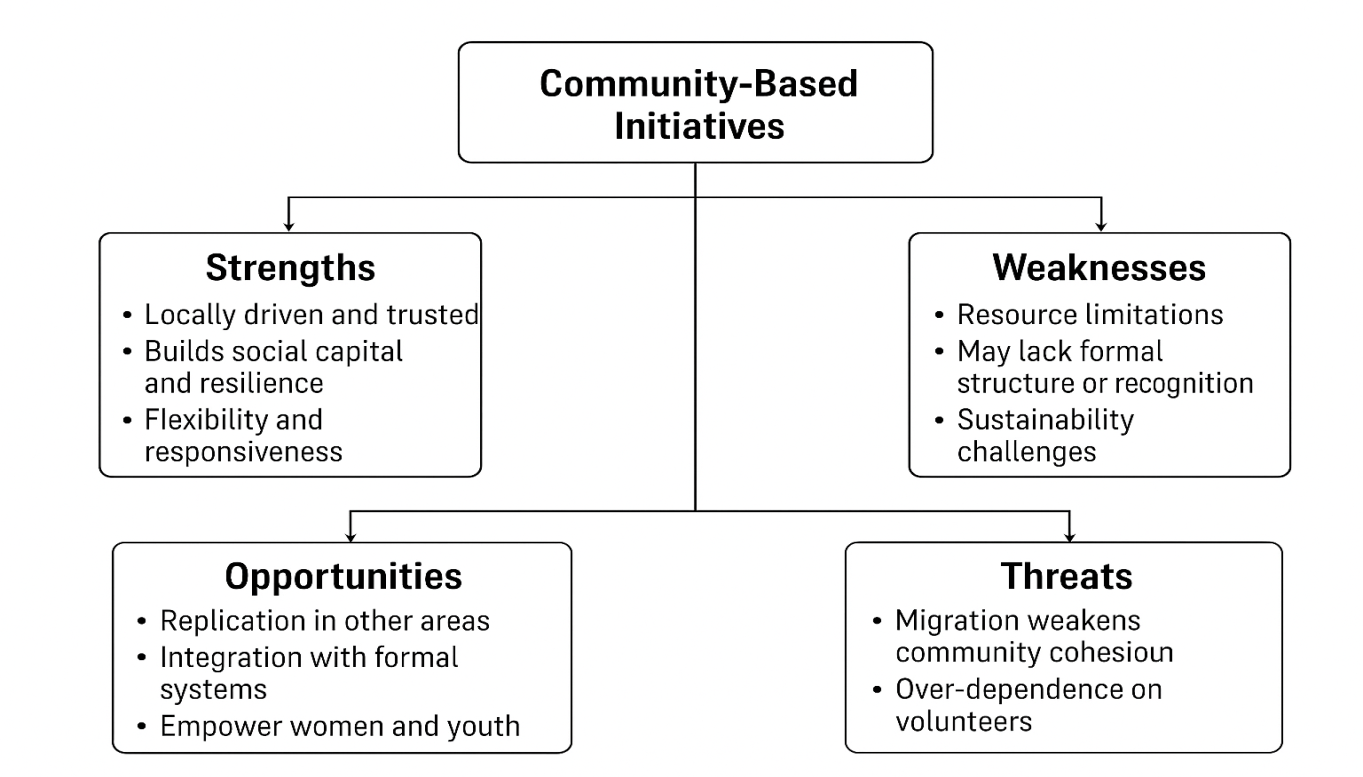 Community-Based
Initiatives
Strengths
• Locally driven and trusted
• Builds social capital
and resilience
• Flexibility and
responsiveness
Weaknesses
• Resource limitations
• May lack formal
structure or recognition
• Sustainability
challenges
Opportunities
• Replication in other areas
• Integration with formal
systems
• Empower women and youth
Threats
• Migration weakens
community cohesioun
• Over-dependence on
volunteers